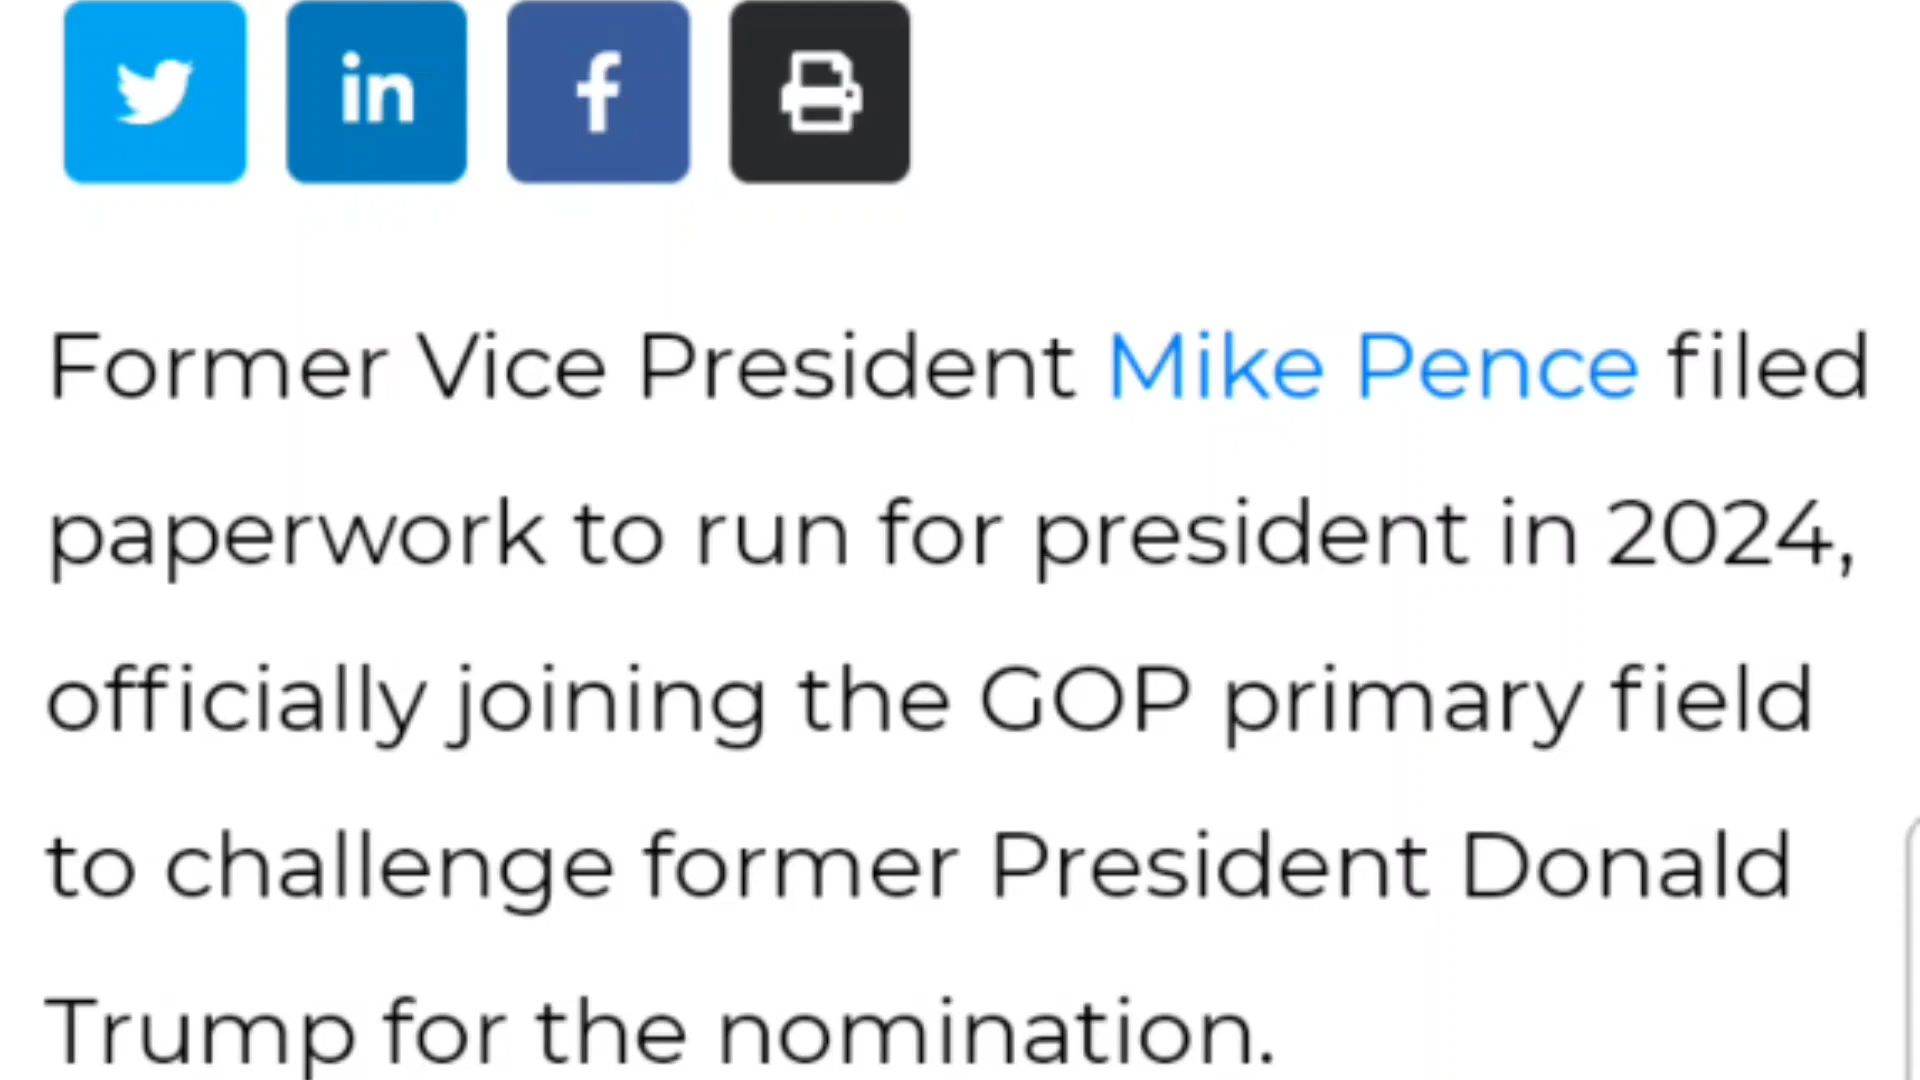 in
f
Former Vice President Mike Pence filed
paperwork to run for president in 2024,
officially joining the GOP primary field
to challenge former President Donald
Trump for the nomination.